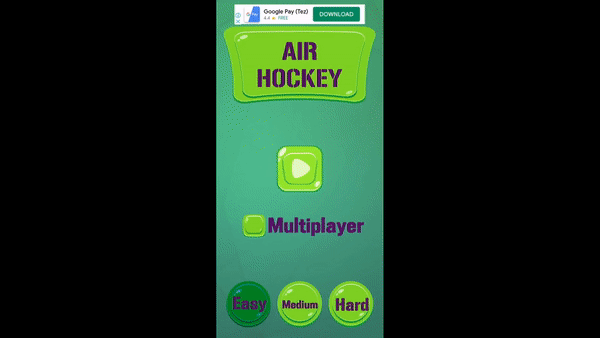 Google Pay (Tez)
4.4 ★ FREE
DOWNLOAD
AIR
HOCKEY
Multiplayer
Easy
Medium
Hard